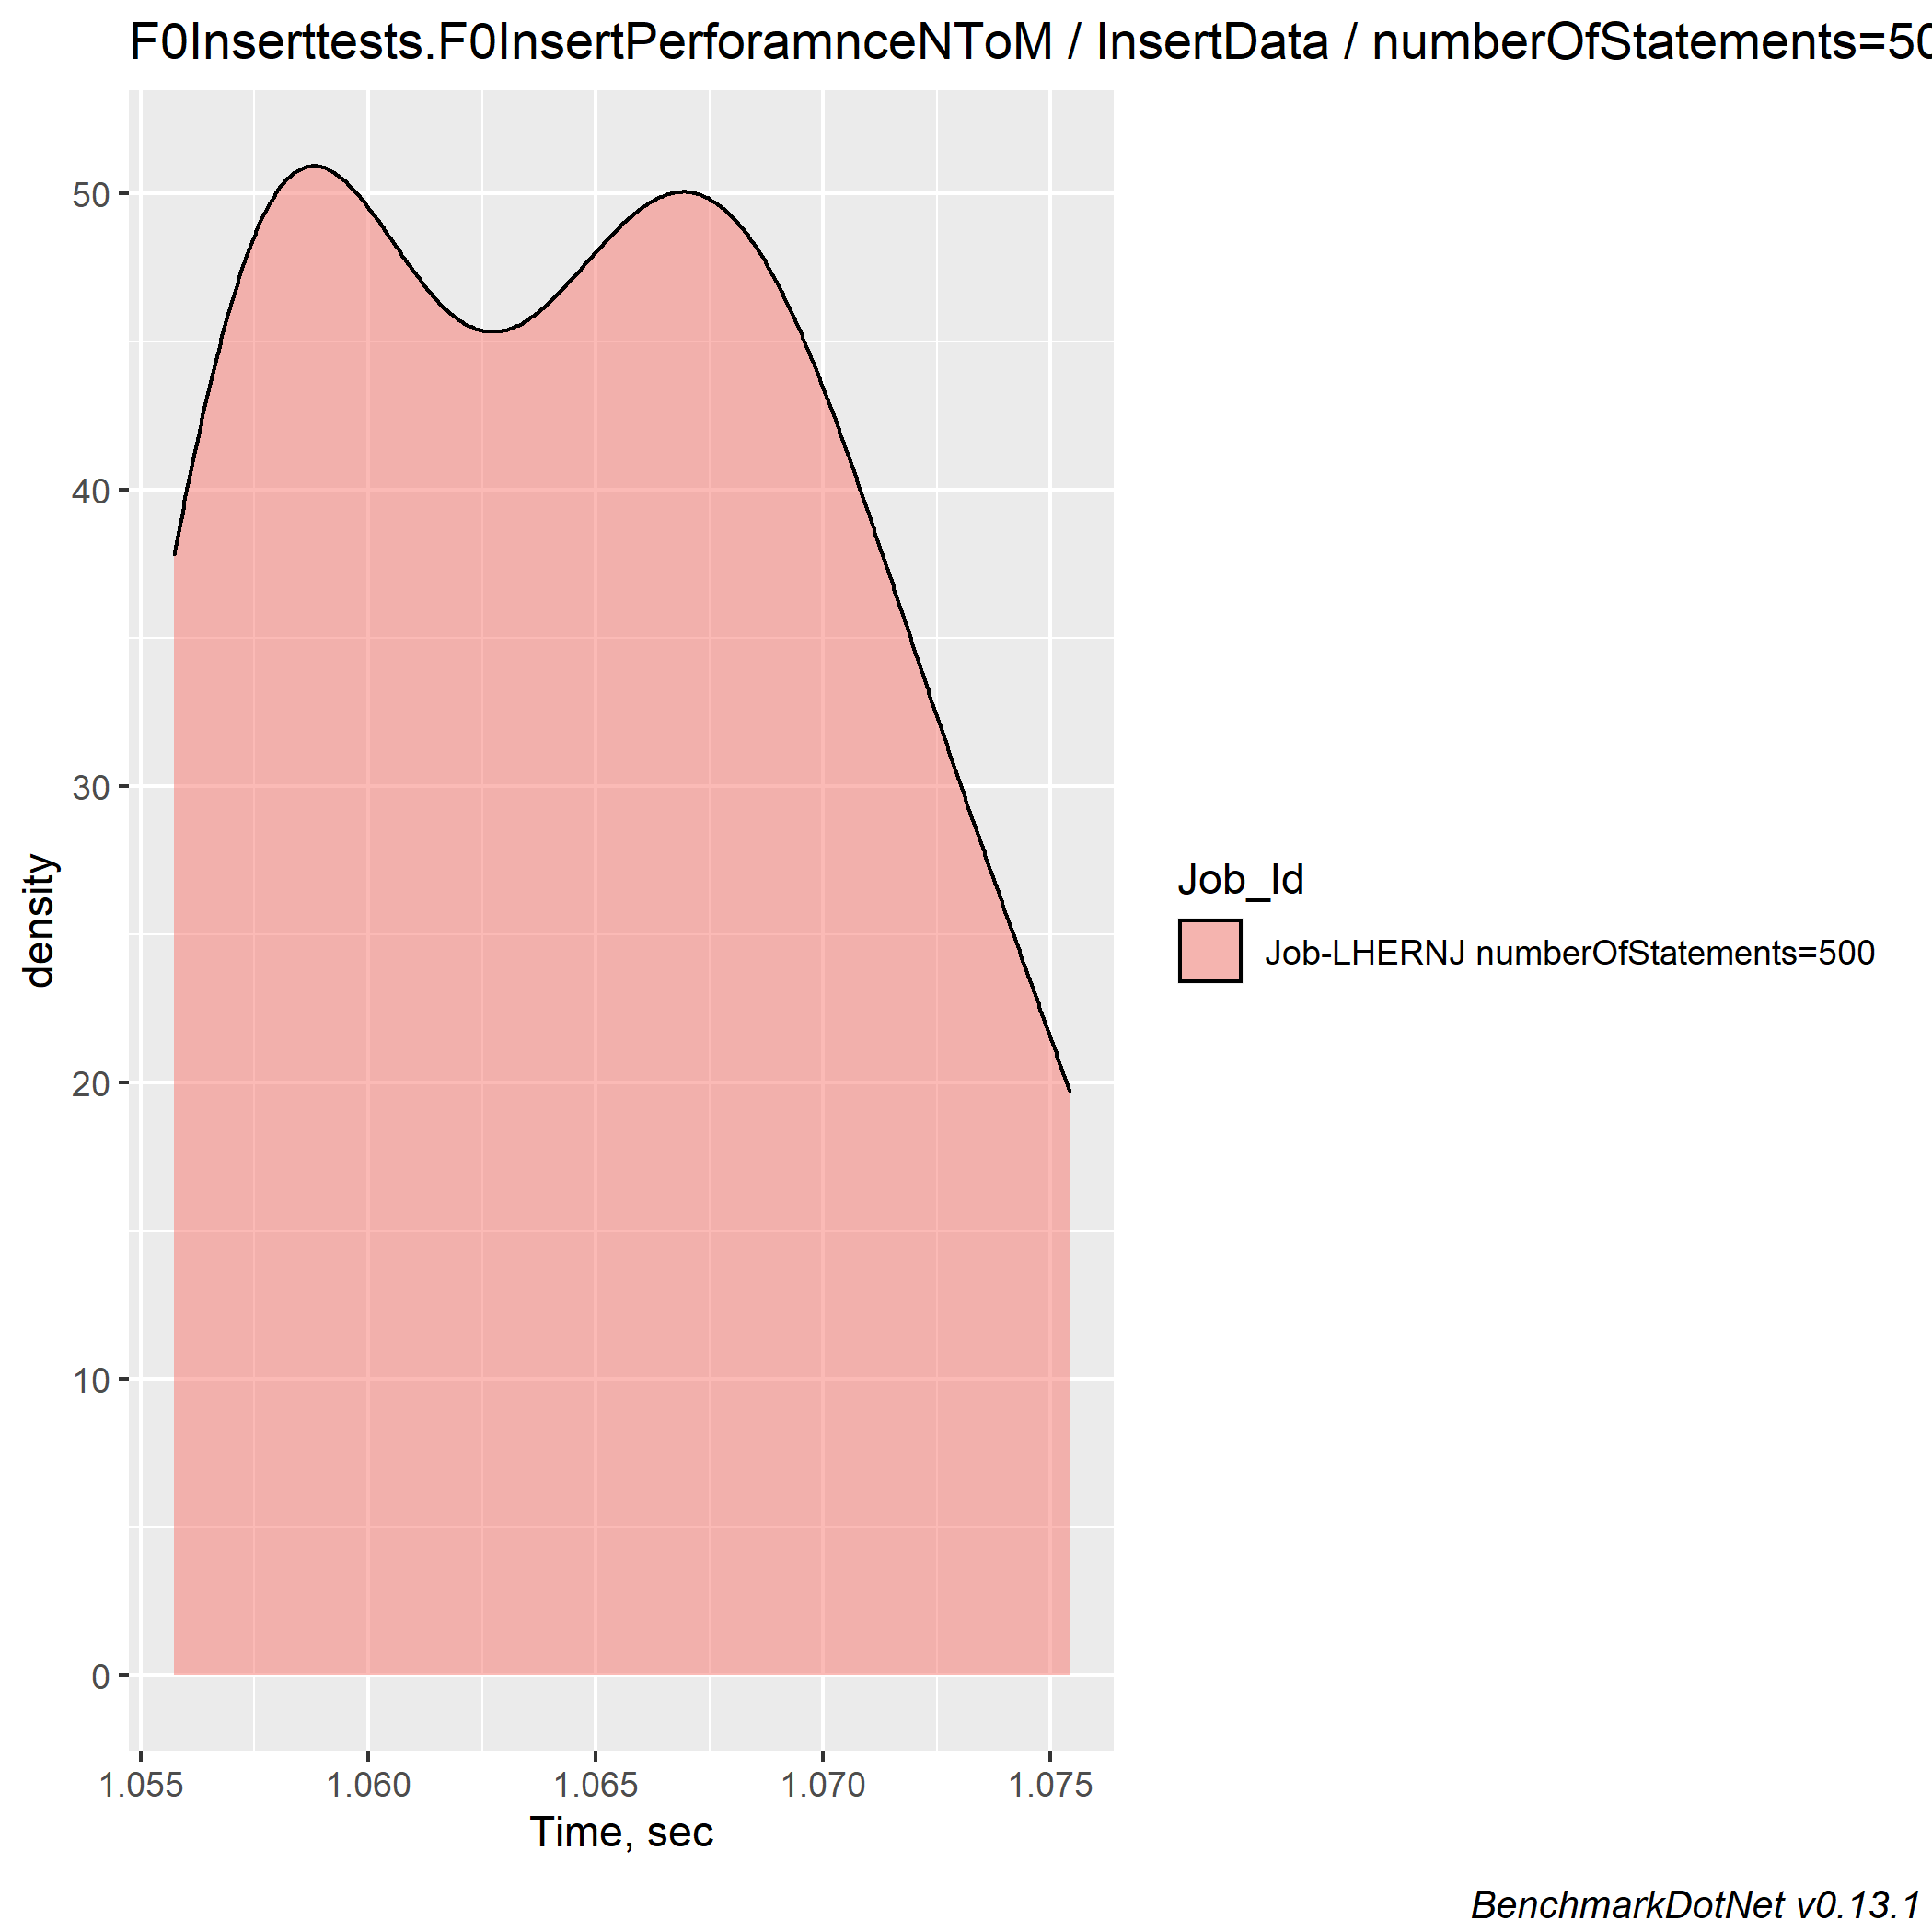 F0Inserttests.F0InsertPerforamnceNToM / InsertData / numberOfStatements=50
50
40
30
20
10
0
density
1.055 1.060 1.065 1.070 1.075
Time, sec
Job_Id
Job-LHERNJ numberOfStatements=500
BenchmarkDotNet v0.13.1